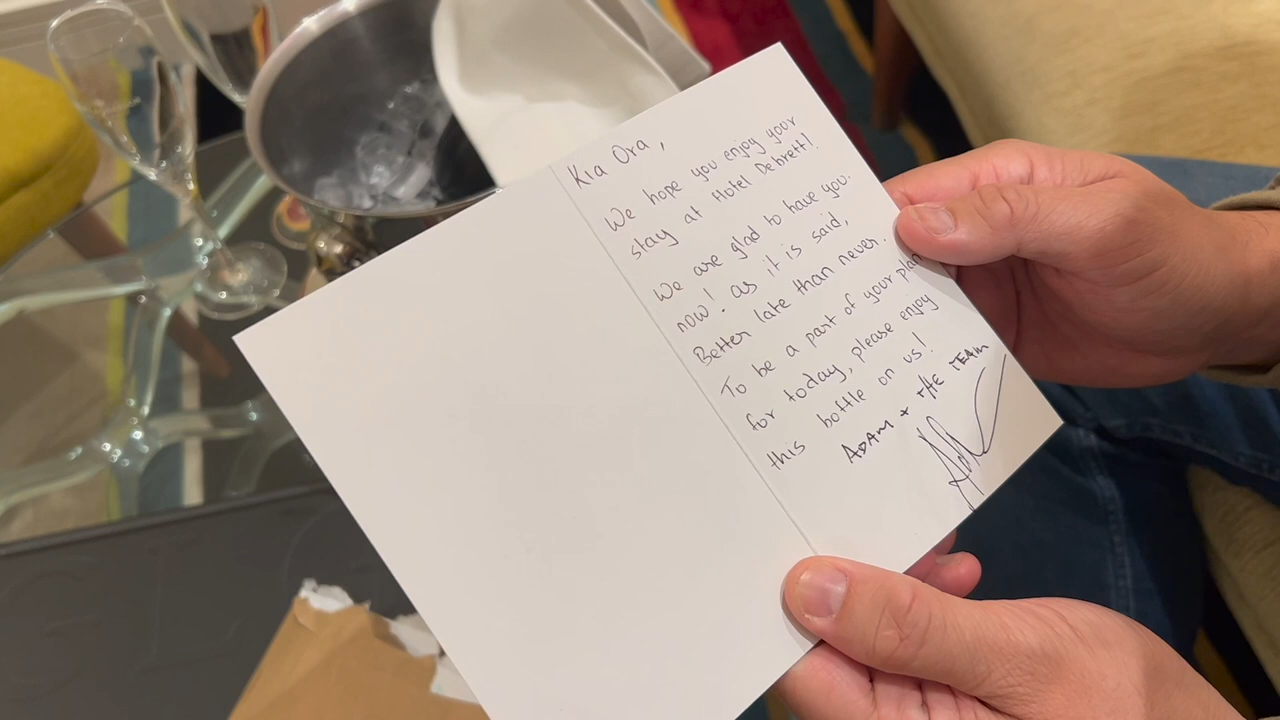 Kia Ora,
We hope you enjoy your
stay at Hotel Debrett!
We are glad to have you.
now! as it is said,
Better late than never.
To be a part of your plan
for today, please enjoy
this bottle on us!
ADAM + THE TEAM